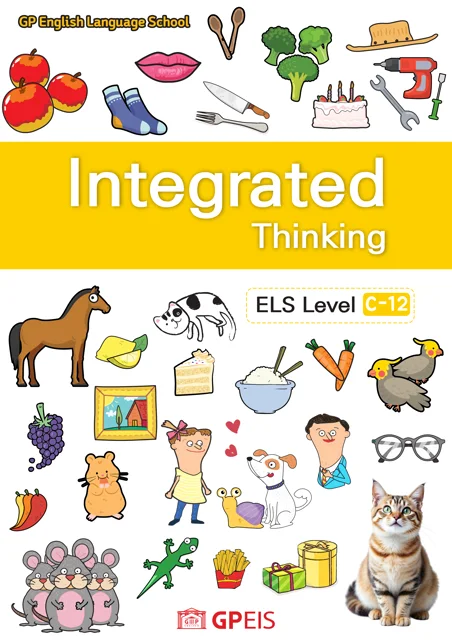 GP English Language School
Integrated
Thinking
ELS Level C-12
GPEIS